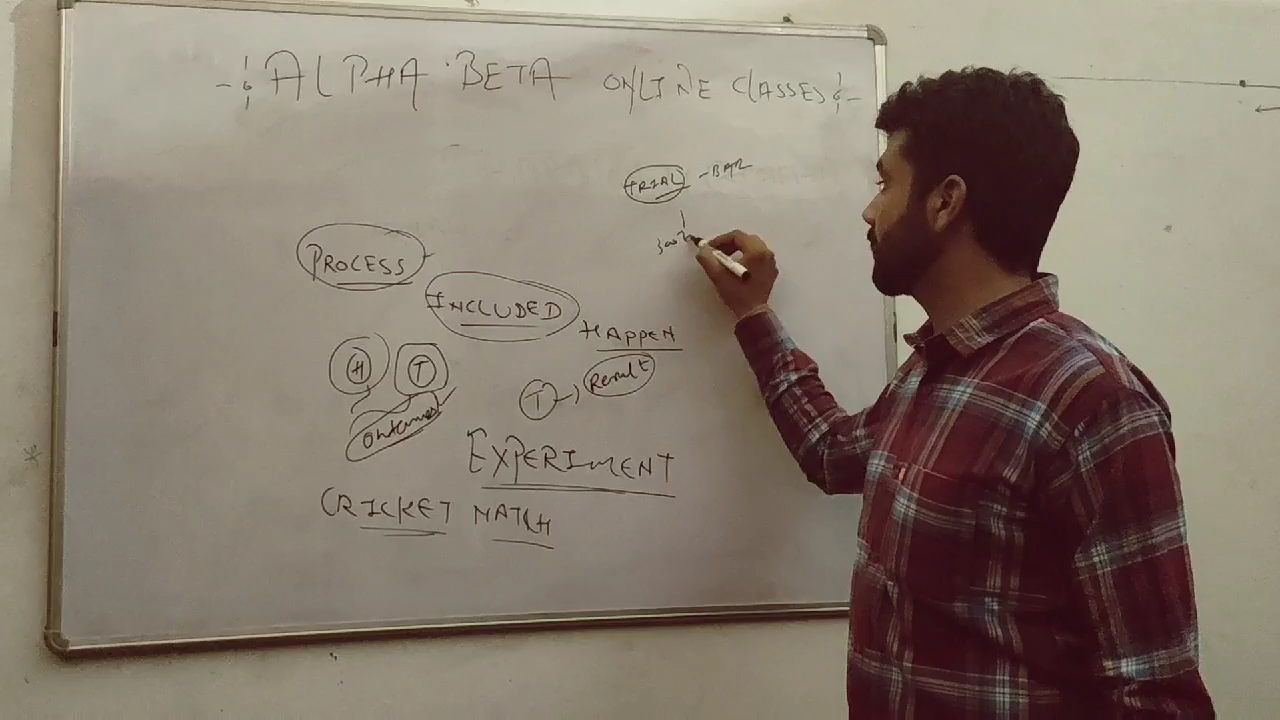 ALPHA BETA ONLINE CLASSES
TRIAL
PROCESS
INCLUDED
HAPPEN
H T
T → Result
Outcomes
EXPERIMENT
CRICKET MATCH